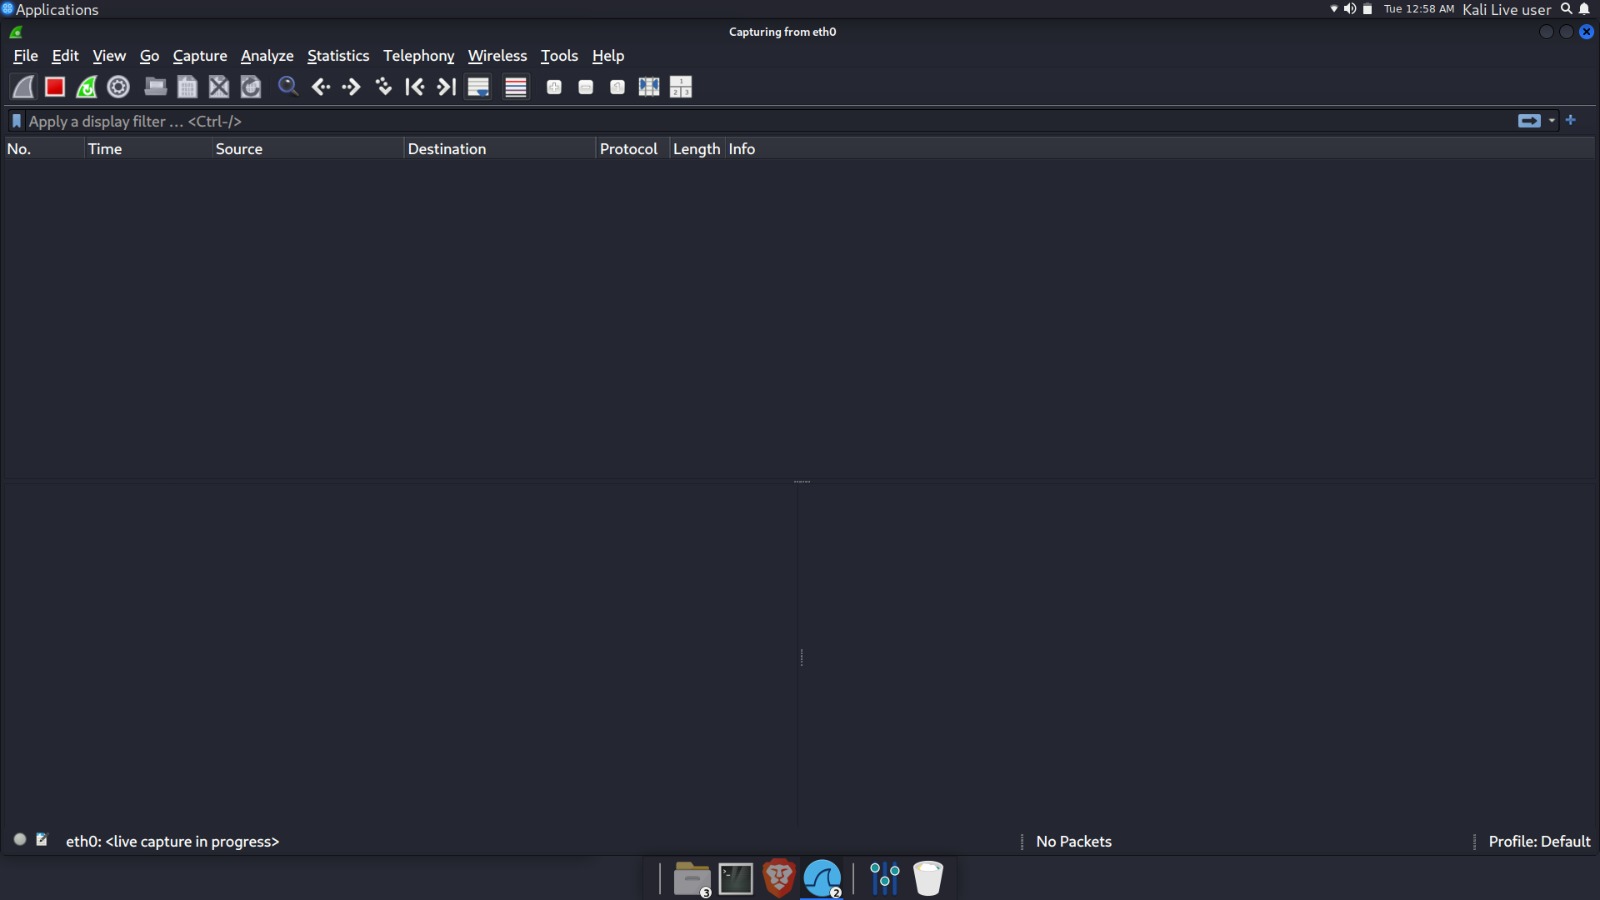 Applications
Tue 12:58 AM Kali Live user
Capturing from eth0
File Edit View Go Capture Analyze Statistics Telephony Wireless Tools Help
Apply a display filter ... <Ctrl-/>
No. Time Source Destination Protocol Length Info
eth0: <live capture in progress> No Packets Profile: Default
3 2